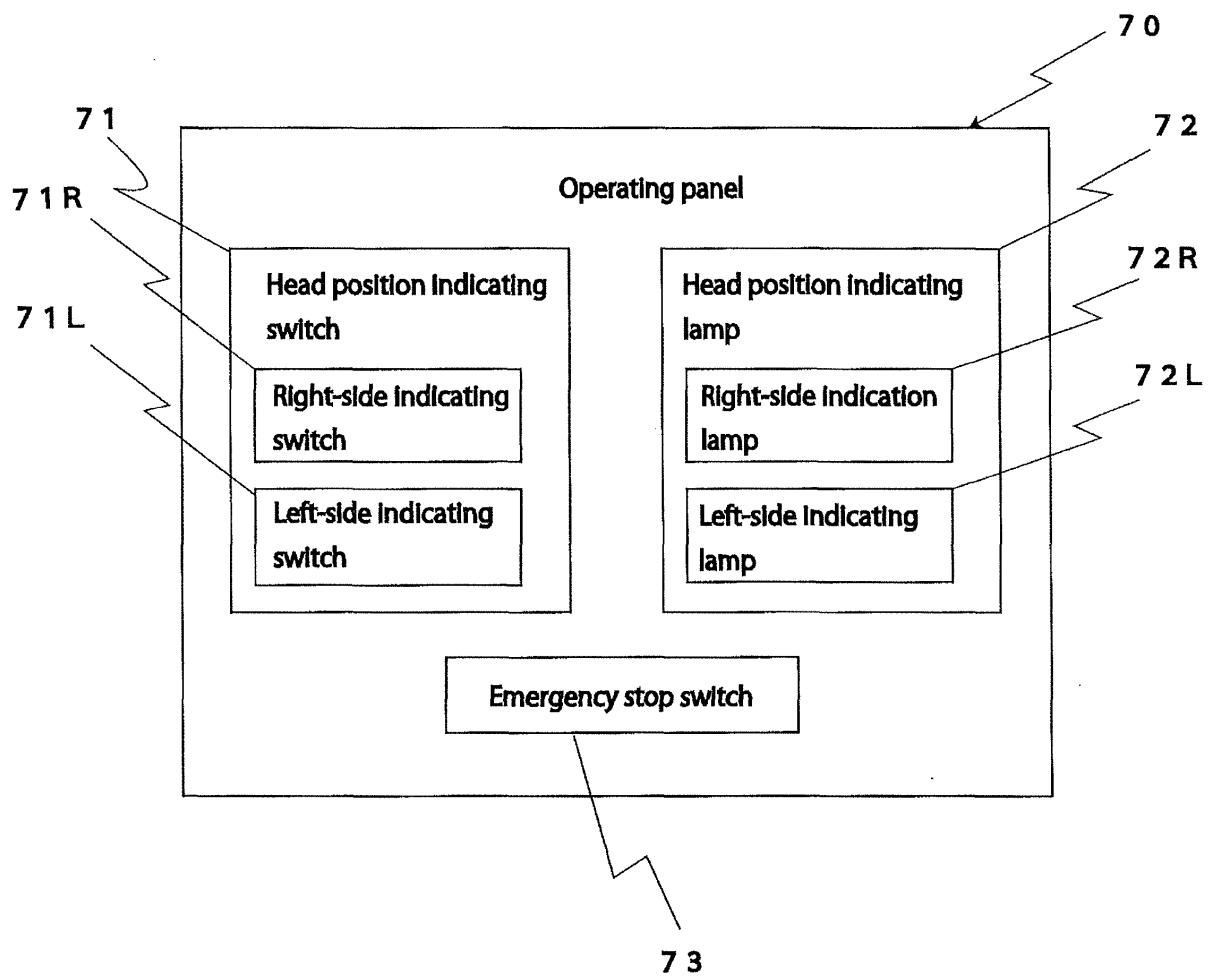 70
71
72
Operating panel
71R
Head position indicating
switch
Head position indicating
lamp
72R
71L
Right-side indicating
switch
Right-side indication
lamp
72L
Left-side indicating
switch
Left-side indicating
lamp
Emergency stop switch
73